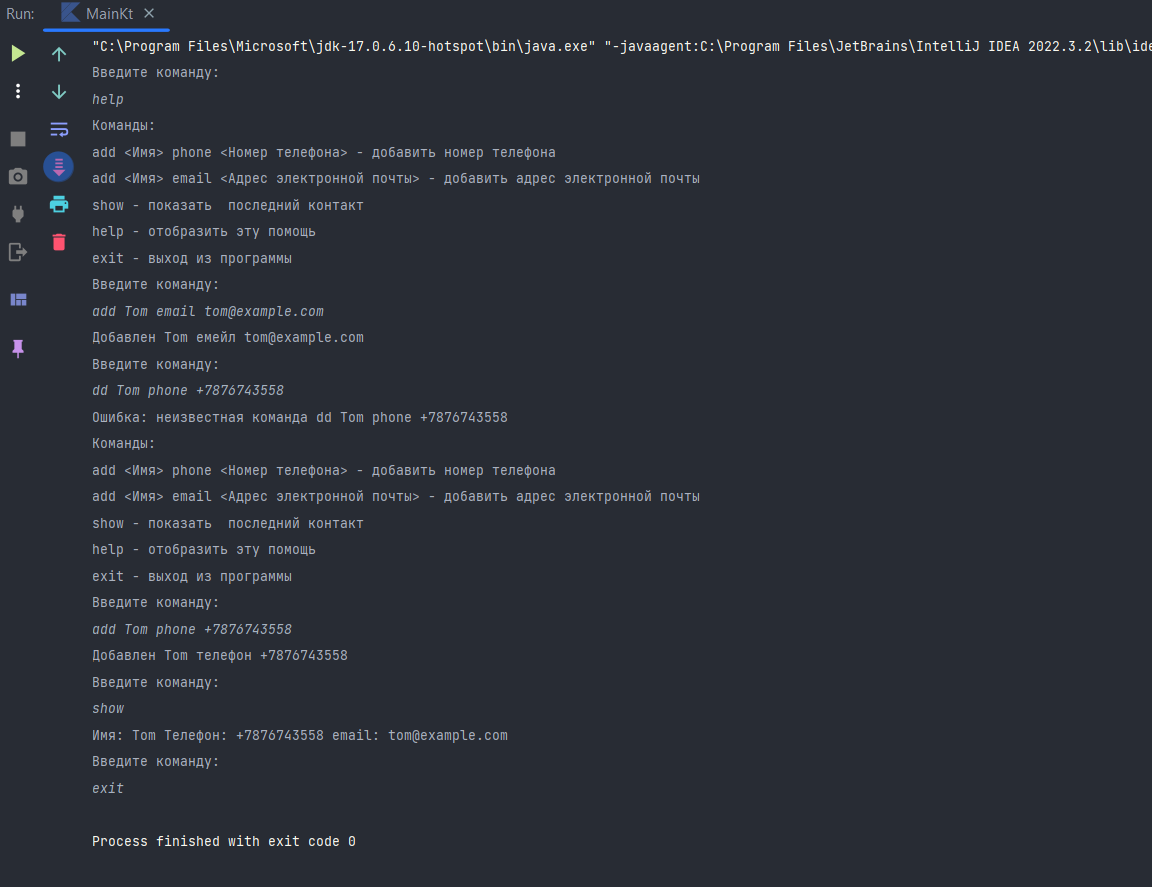 Run: MainKt
"C:\Program Files\Microsoft\jdk-17.0.6.10-hotspot\bin\java.exe" "-javaagent:C:\Program Files\JetBrains\IntelliJ IDEA 2022.3.2\lib\ide
Введите команду:
help
Команды:
add <Имя> phone <Номер телефона> - добавить номер телефона
add <Имя> email <Адрес электронной почты> - добавить адрес электронной почты
show - показать  последний контакт
help - отобразить эту помощь
exit - выход из программы
Введите команду:
add Tom email tom@example.com
Добавлен Tom емейл tom@example.com
Введите команду:
dd Tom phone +7876743558
Ошибка: неизвестная команда dd Tom phone +7876743558
Команды:
add <Имя> phone <Номер телефона> - добавить номер телефона
add <Имя> email <Адрес электронной почты> - добавить адрес электронной почты
show - показать  последний контакт
help - отобразить эту помощь
exit - выход из программы
Введите команду:
add Tom phone +7876743558
Добавлен Tom телефон +7876743558
Введите команду:
show
Имя: Tom Телефон: +7876743558 email: tom@example.com
Введите команду:
exit
Process finished with exit code 0